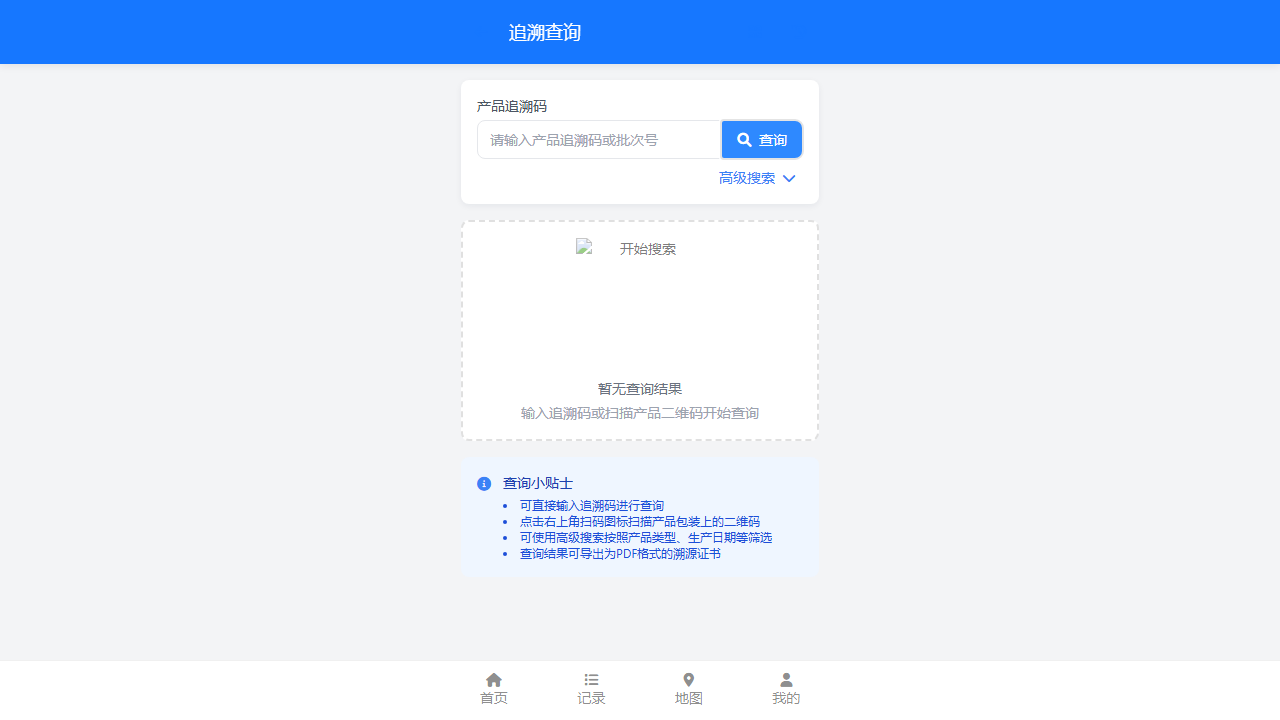 追溯查询
产品追溯码
请输入产品追溯码或批次号
查询
高级搜索
开始搜索
暂无查询结果
输入追溯码或扫描产品二维码开始查询
查询小贴士
可直接输入追溯码进行查询
点击右上角扫码图标扫描产品包装上的二维码
可使用高级搜索按照产品类型、生产日期等筛选
查询结果可导出为PDF格式的溯源证书
首页 记录 地图 我的